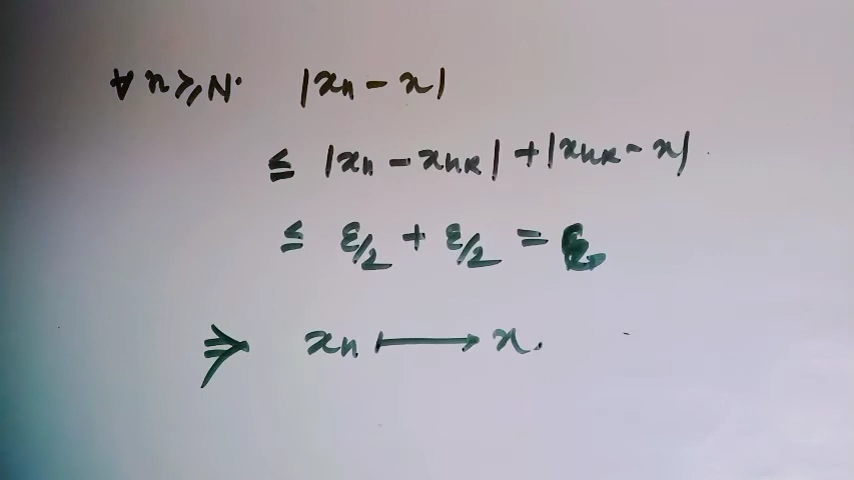 ∀ n ≥ N. |xn - x|
≤ |xn - xnk| + |xnk - x| .
≤ ε/2 + ε/2 = ε.
⇒ xn ⟼ x.